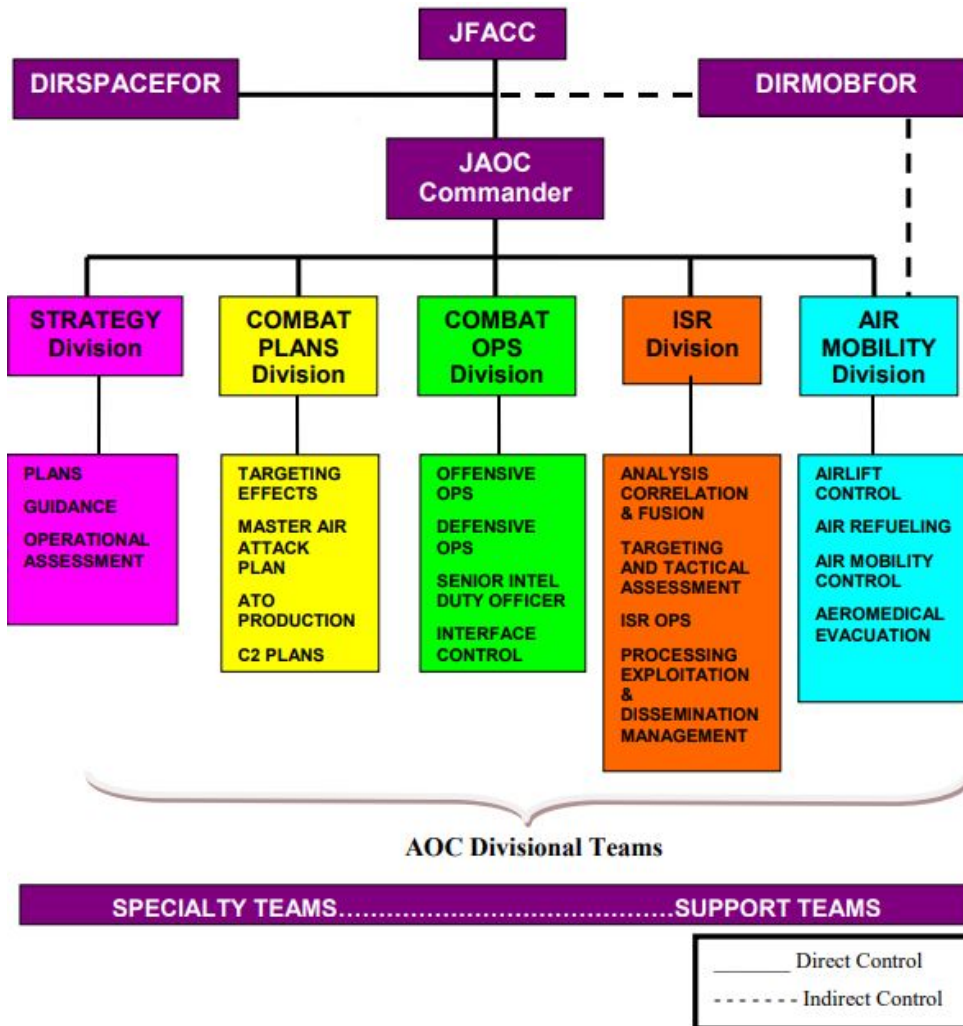 JFACC
DIRSPACEFOR
DIRMOBFOR
JAOC
Commander
STRATEGY
Division
COMBAT
PLANS
Division
COMBAT
OPS
Division
ISR
Division
AIR
MOBILITY
Division
PLANS
GUIDANCE
OPERATIONAL
ASSESSMENT
TARGETING
EFFECTS
MASTER AIR
ATTACK
PLAN
ATO
PRODUCTION
C2 PLANS
OFFENSIVE
OPS
DEFENSIVE
OPS
SENIOR INTEL
DUTY OFFICER
INTERFACE
CONTROL
ANALYSIS
CORRELATION
& FUSION
TARGETING
AND TACTICAL
ASSESSMENT
ISR OPS
PROCESSING
EXPLOITATION
&
DISSEMINATION
MANAGEMENT
AIRLIFT
CONTROL
AIR REFUELING
AIR MOBILITY
CONTROL
AEROMEDICAL
EVACUATION
AOC Divisional Teams
SPECIALTY TEAMS..........................................SUPPORT TEAMS
Direct Control
Indirect Control